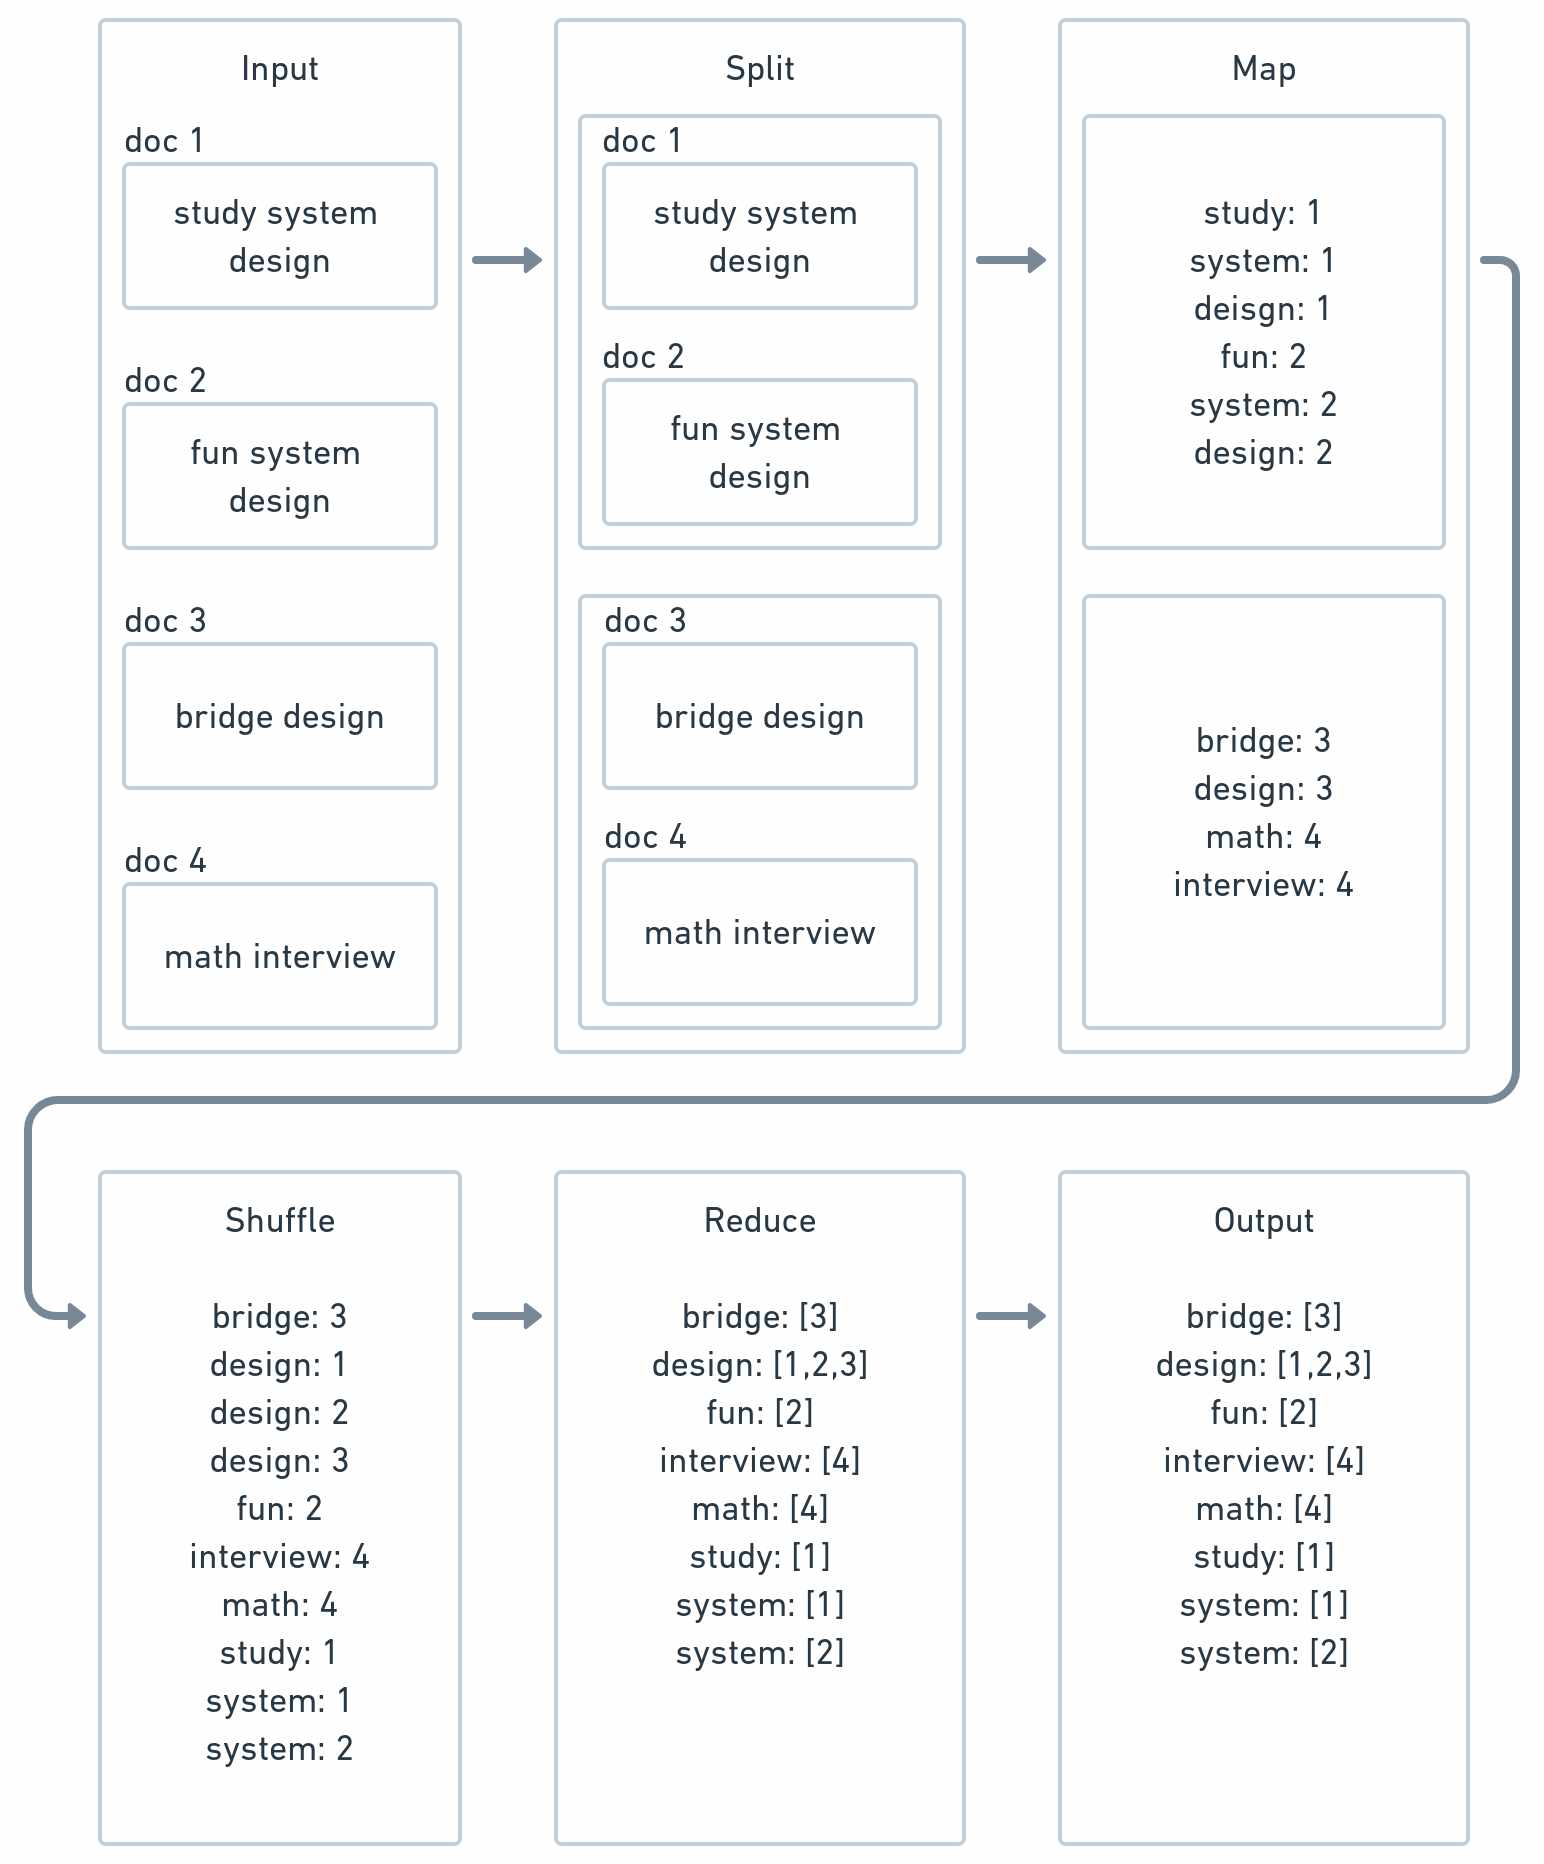 Input
doc 1
study system
design
doc 2
fun system
design
doc 3
bridge design
doc 4
math interview
Split
doc 1
study system
design
doc 2
fun system
design
doc 3
bridge design
doc 4
math interview
Map
study: 1
system: 1
deisgn: 1
fun: 2
system: 2
design: 2
bridge: 3
design: 3
math: 4
interview: 4
Shuffle
bridge: 3
design: 1
design: 2
design: 3
fun: 2
interview: 4
math: 4
study: 1
system: 1
system: 2
Reduce
bridge: [3]
design: [1,2,3]
fun: [2]
interview: [4]
math: [4]
study: [1]
system: [1]
system: [2]
Output
bridge: [3]
design: [1,2,3]
fun: [2]
interview: [4]
math: [4]
study: [1]
system: [1]
system: [2]